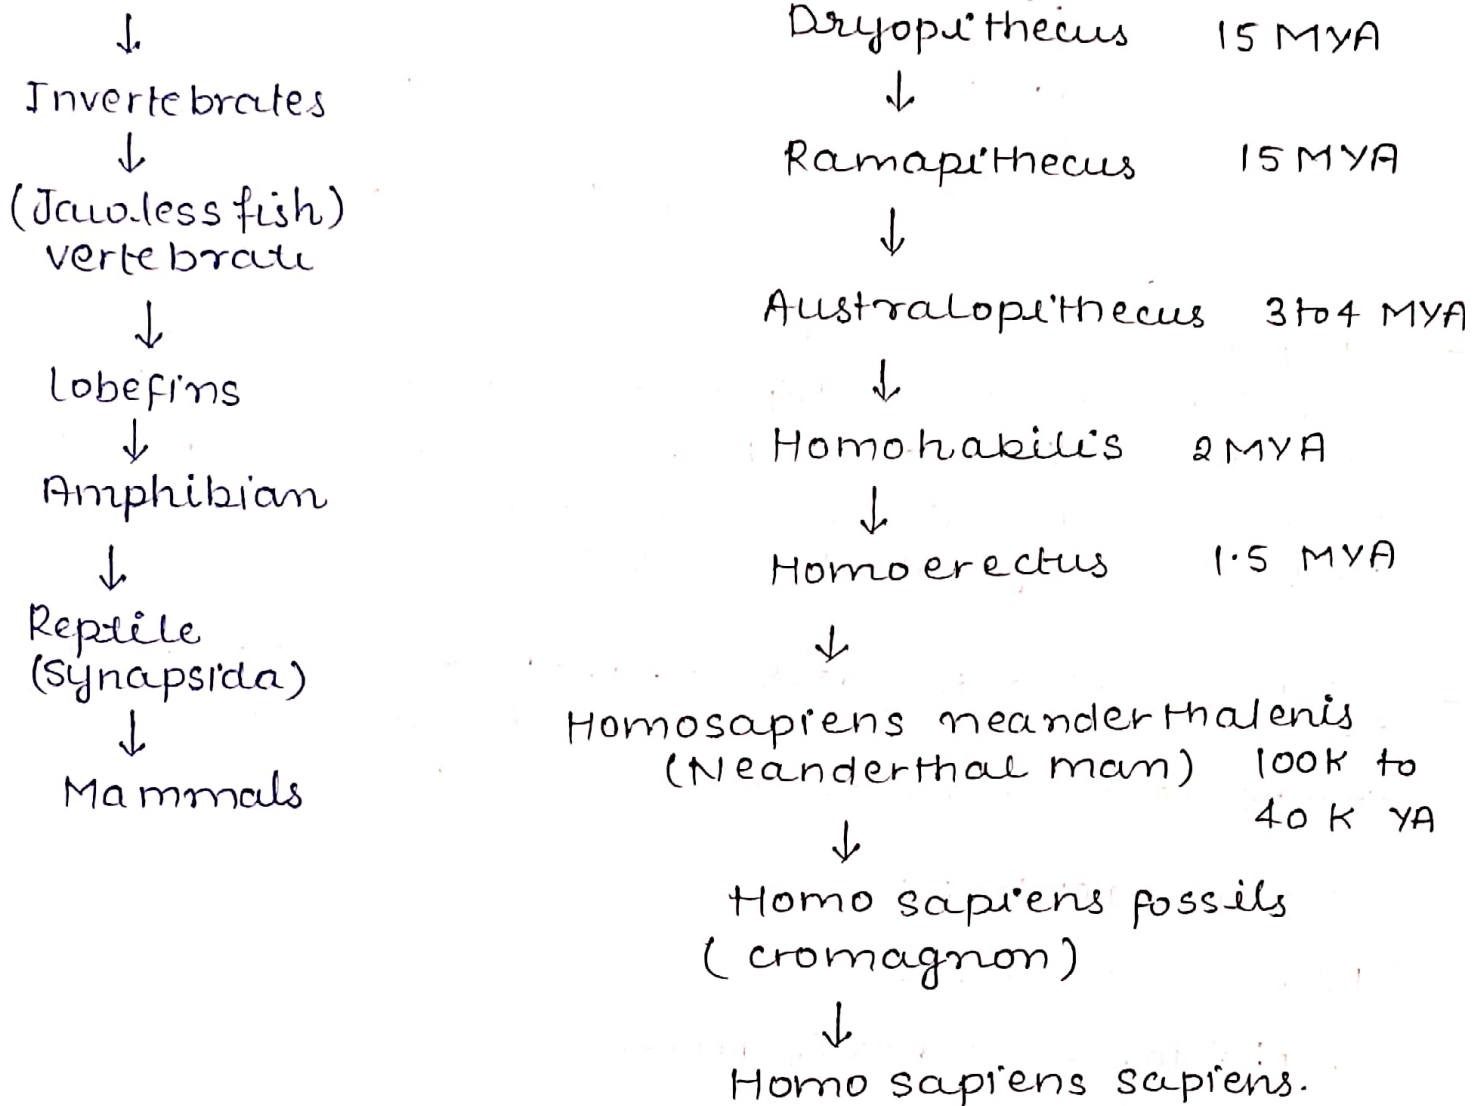 ↓
Invertebrates
↓
(Jawless fish)
vertebrate
↓
lobefins
↓
Amphibian
↓
Reptile
(Synapsida)
↓
Mammals
Dryopithecus 15 MYA
↓
Ramapithecus 15 MYA
↓
Australopithecus 3 to 4 MYA
↓
Homohabilis 2 MYA
↓
Homoerectus 1.5 MYA
↓
Homosapiens neanderthalenis
(Neanderthal man) 100K to
40 K YA
↓
Homo sapiens fossils
(cromagnon)
↓
Homo sapiens sapiens.